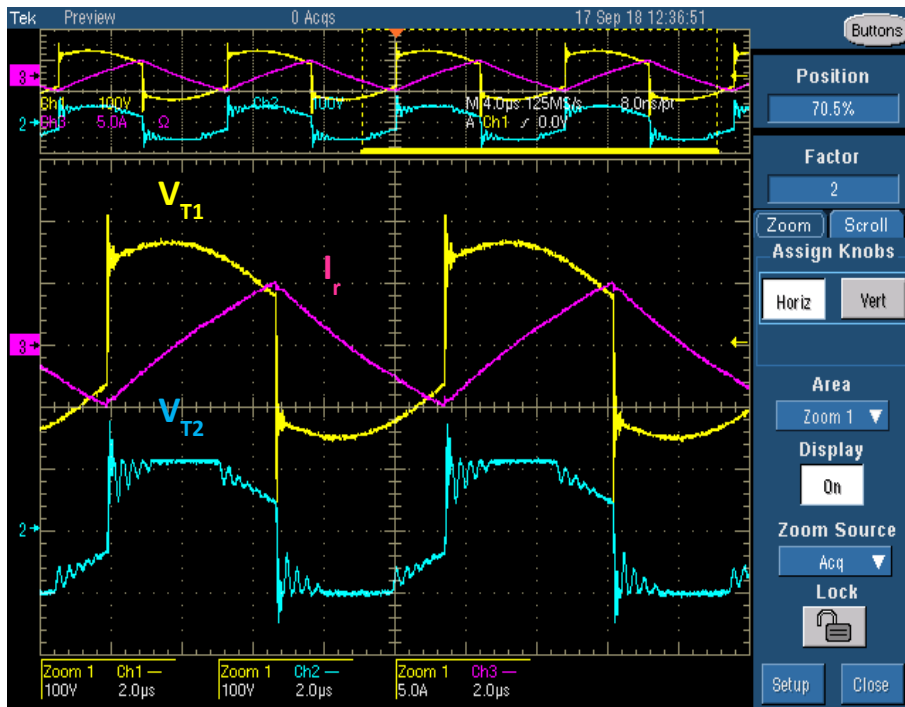 Tek Preview 0 Acqs 17 Sep 18 12:36:51
Buttons
3
Ch1 100V Ch2 100V M 4.0µs 125MS/s 8.0ns/pt
Ch3 5.0A Ω A Ch1 0.0V
2
Position
70.5%
Factor
2
Zoom Scroll
Assign Knobs
Horiz Vert
VT1
Ir
3
VT2
2
Area
Zoom 1
Display
On
Zoom Source
Acq
Lock
Setup Close
Zoom 1 Ch1 Zoom 1 Ch2 Zoom 1 Ch3
100V 2.0µs 100V 2.0µs 5.0A 2.0µs